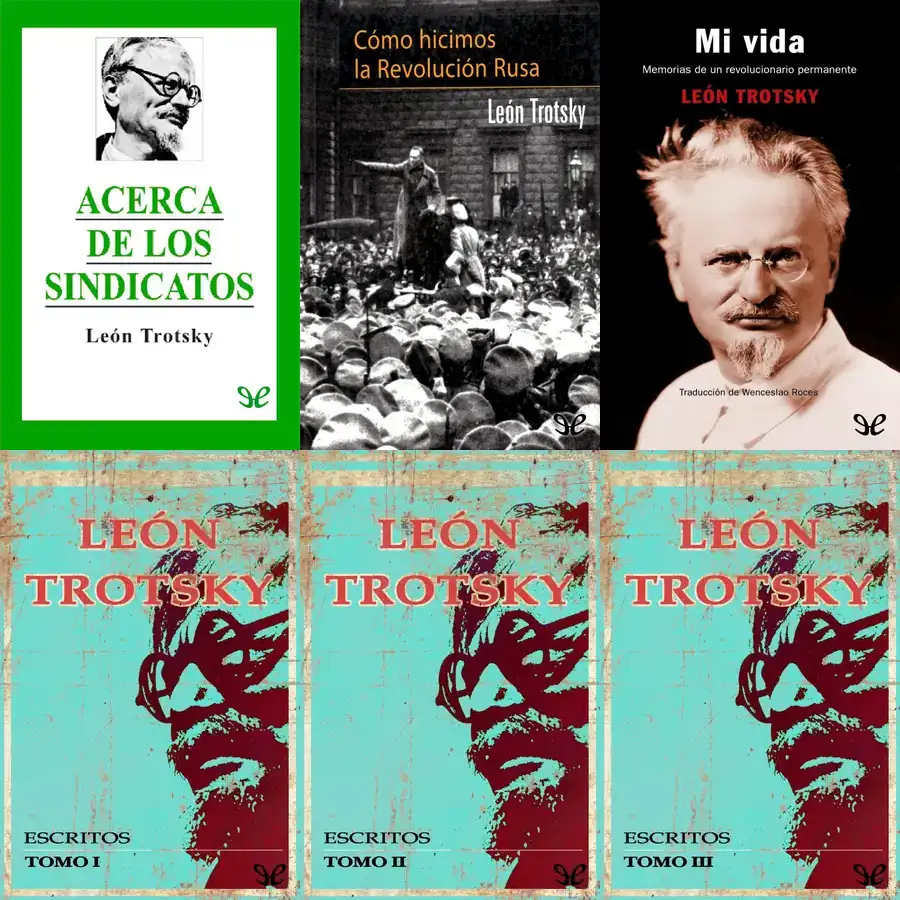 ACERCA
DE LOS
SINDICATOS
León Trotsky
Cómo hicimos
la Revolución Rusa
León Trotsky
Mi vida
Memorias de un revolucionario permanente
LEÓN TROTSKY
Traducción de Wenceslao Roces
LEÓN
TROTSKY
ESCRITOS
TOMO I
LEÓN
TROTSKY
ESCRITOS
TOMO II
LEÓN
TROTSKY
ESCRITOS
TOMO III